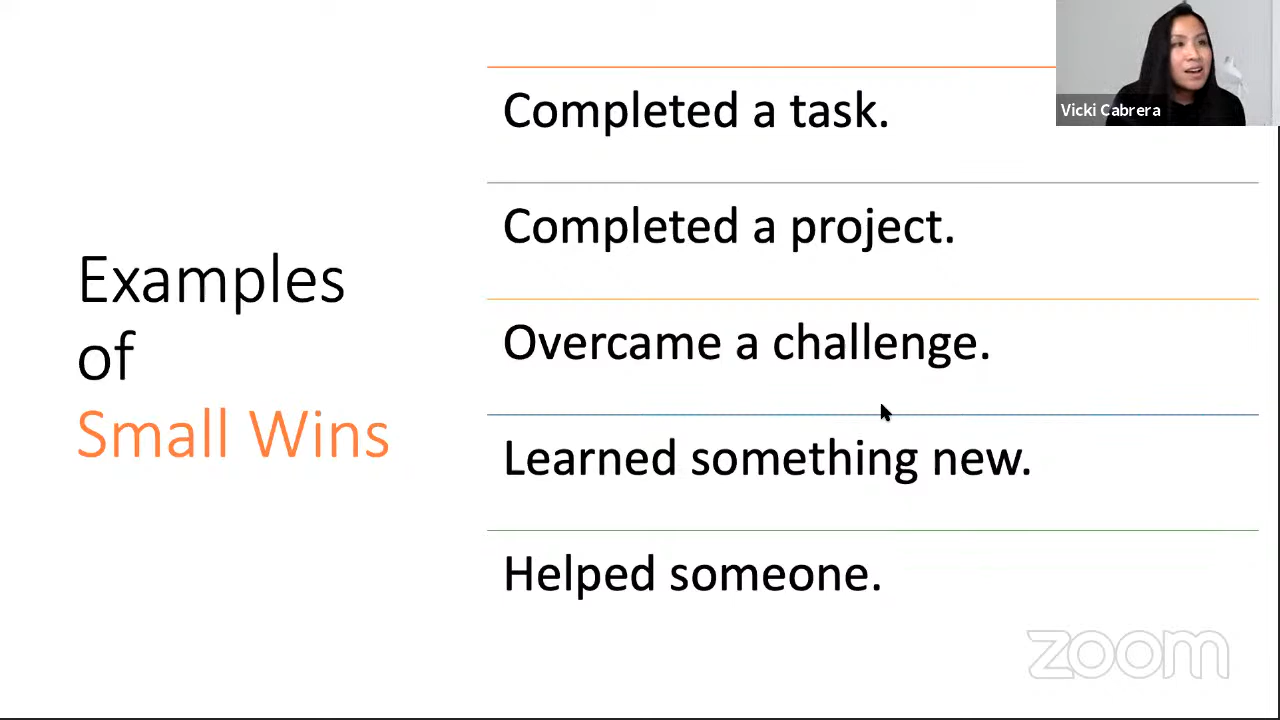 Examples
of
Small Wins
Completed a task.
Completed a project.
Overcame a challenge.
Learned something new.
Helped someone.
Vicki Cabrera
zoom